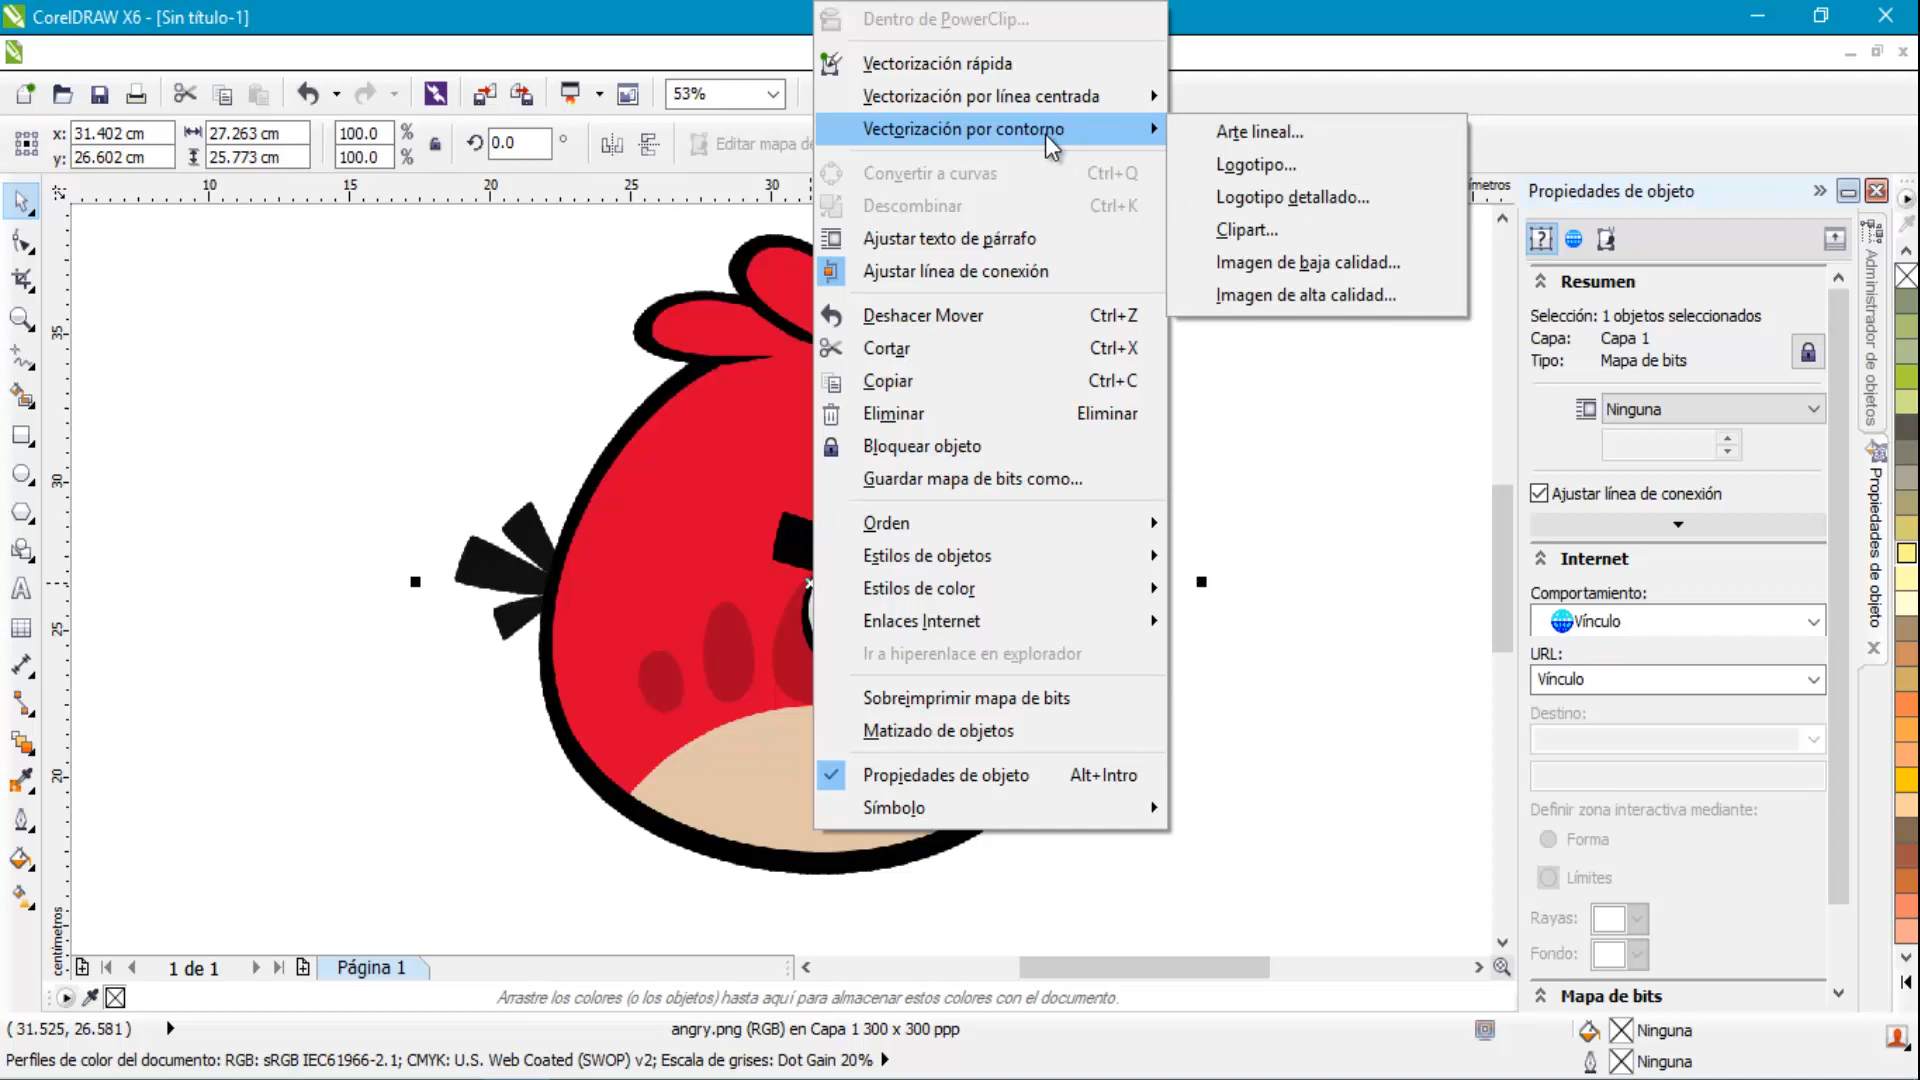 CorelDRAW X6 - [Sin título-1]
53%
x: 31.402 cm
y: 26.602 cm
27.263 cm
25.773 cm
100.0 %
100.0 %
0.0 °
Editar mapa de
Dentro de PowerClip...
Vectorización rápida
Vectorización por línea centrada
Vectorización por contorno
Convertir a curvas Ctrl+Q
Descombinar Ctrl+K
Ajustar texto de párrafo
Ajustar línea de conexión
Deshacer Mover Ctrl+Z
Cortar Ctrl+X
Copiar Ctrl+C
Eliminar Eliminar
Bloquear objeto
Guardar mapa de bits como...
Orden
Estilos de objetos
Estilos de color
Enlaces Internet
Ir a hiperenlace en explorador
Sobreimprimir mapa de bits
Matizado de objetos
Propiedades de objeto Alt+Intro
Símbolo
Arte lineal...
Logotipo...
Logotipo detallado...
Clipart...
Imagen de baja calidad...
Imagen de alta calidad...
10 15 20 25 30
35
30
25
20
centímetros
Propiedades de objeto
Resumen
Selección: 1 objetos seleccionados
Capa: Capa 1
Tipo: Mapa de bits
Ninguna
Ajustar línea de conexión
Internet
Comportamiento:
Vínculo
URL:
Vínculo
Destino:
Definir zona interactiva mediante:
Forma
Límites
Rayas:
Fondo:
Mapa de bits
Administrador de objetos
Propiedades de objeto
1 de 1
Página 1
Arrastre los colores (o los objetos) hasta aquí para almacenar estos colores con el documento.
( 31.525, 26.581 )
angry.png (RGB) en Capa 1 300 x 300 ppp
Ninguna
Perfiles de color del documento: RGB: sRGB IEC61966-2.1; CMYK: U.S. Web Coated (SWOP) v2; Escala de grises: Dot Gain 20%
Ninguna